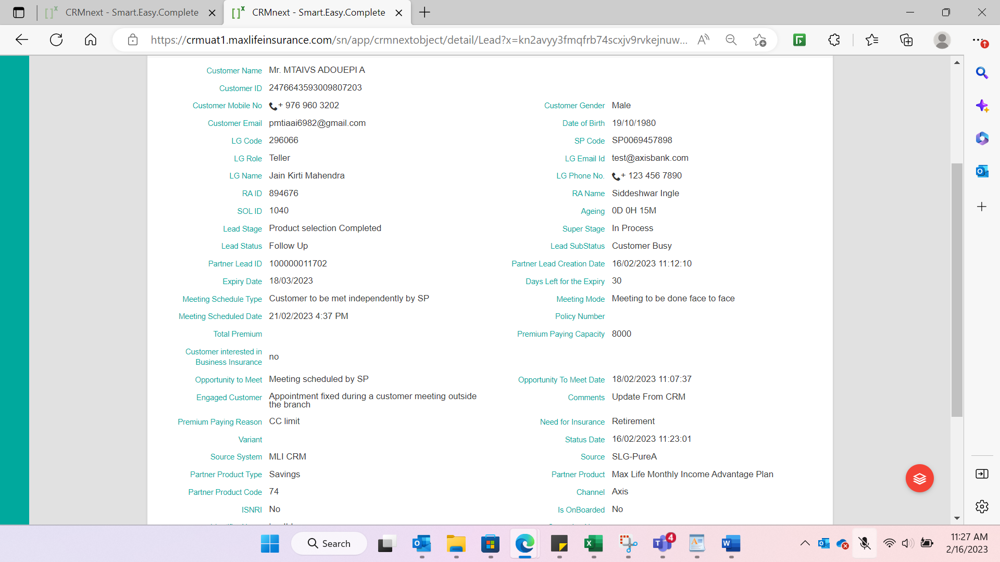 CRMnext - Smart.Easy.Complete
CRMnext - Smart.Easy.Complete
https://crmuat1.maxlifeinsurance.com/sn/app/crmnextobject/detail/Lead?x=kn2avyy3fmqfrb74scxjv9rvkejnuw...
Customer Name Mr. MTAIVS ADOUEPI A
Customer ID 2476643593009807203
Customer Mobile No + 976 960 3202 Customer Gender Male
Customer Email pmtiaai6982@gmail.com Date of Birth 19/10/1980
LG Code 296066 SP Code SP0069457898
LG Role Teller LG Email Id test@axisbank.com
LG Name Jain Kirti Mahendra LG Phone No. + 123 456 7890
RA ID 894676 RA Name Siddeshwar Ingle
SOL ID 1040 Ageing 0D 0H 15M
Lead Stage Product selection Completed Super Stage In Process
Lead Status Follow Up Lead SubStatus Customer Busy
Partner Lead ID 100000011702 Partner Lead Creation Date 16/02/2023 11:12:10
Expiry Date 18/03/2023 Days Left for the Expiry 30
Meeting Schedule Type Customer to be met independently by SP Meeting Mode Meeting to be done face to face
Meeting Scheduled Date 21/02/2023 4:37 PM Policy Number
Total Premium Premium Paying Capacity 8000
Customer interested in
Business Insurance no
Opportunity to Meet Meeting scheduled by SP Opportunity To Meet Date 18/02/2023 11:07:37
Engaged Customer Appointment fixed during a customer meeting outside
the branch
Comments Update From CRM
Premium Paying Reason CC limit Need for Insurance Retirement
Variant Status Date 16/02/2023 11:23:01
Source System MLI CRM Source SLG-PureA
Partner Product Type Savings Partner Product Max Life Monthly Income Advantage Plan
Partner Product Code 74 Channel Axis
ISNRI No Is OnBoarded No
Search
4
11:27 AM
2/16/2023